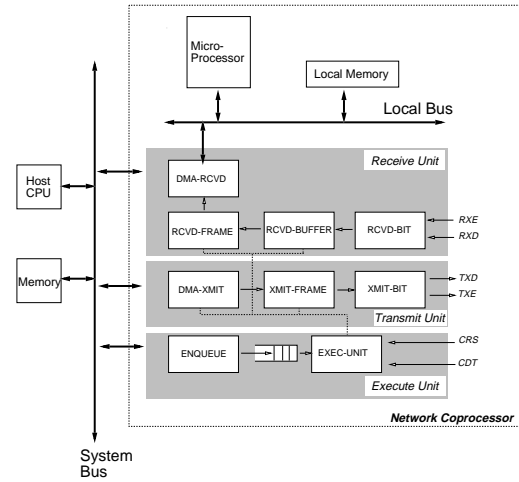 Micro-
Processor
Local Memory
Local Bus
Receive Unit
DMA-RCVD
Host
CPU
RCVD-FRAME
RCVD-BUFFER
RCVD-BIT
RXE
RXD
Memory
DMA-XMIT
XMIT-FRAME
XMIT-BIT
TXD
TXE
Transmit Unit
ENQUEUE
EXEC-UNIT
CRS
CDT
Execute Unit
Network Coprocessor
System
Bus